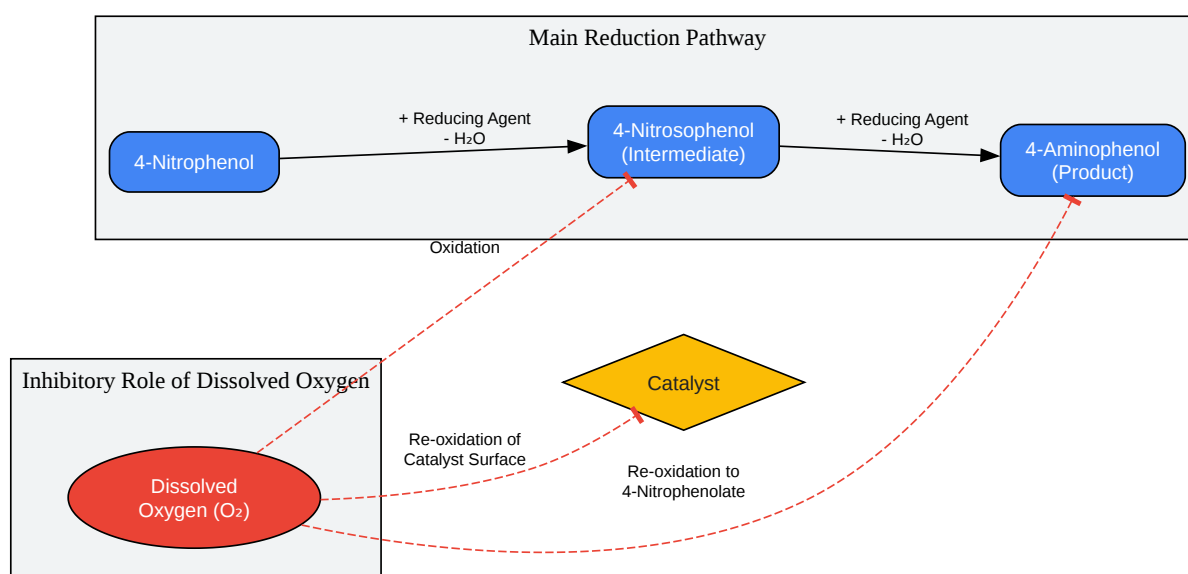 Main Reduction Pathway
4-Nitrophenol
+ Reducing Agent
- H₂O
4-Nitrosophenol
(Intermediate)
+ Reducing Agent
- H₂O
4-Aminophenol
(Product)
Oxidation
Inhibitory Role of Dissolved Oxygen
Catalyst
Re-oxidation of
Catalyst Surface
Re-oxidation to
4-Nitrophenolate
Dissolved
Oxygen (O₂)